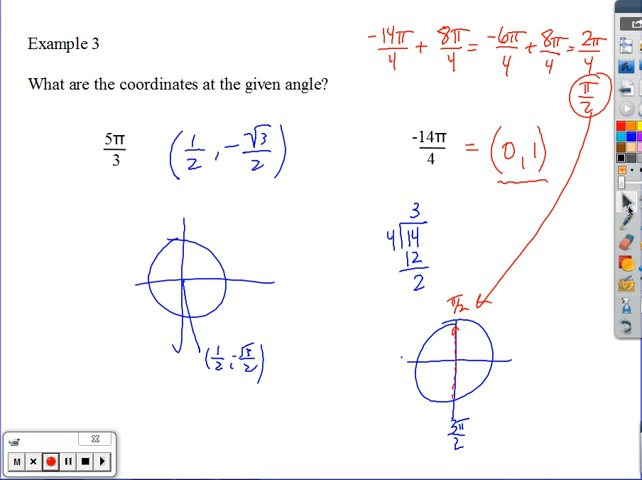 Example 3
-14π/4 + 8π/4 = -6π/4 + 8π/4 = 2π/4
What are the coordinates at the given angle?
π/2
5π/3 (1/2, -√3/2)
-14π/4 = (0,1)
3
4 14
12
2
π/2
(1/2, -√3/2)
3π/2
M